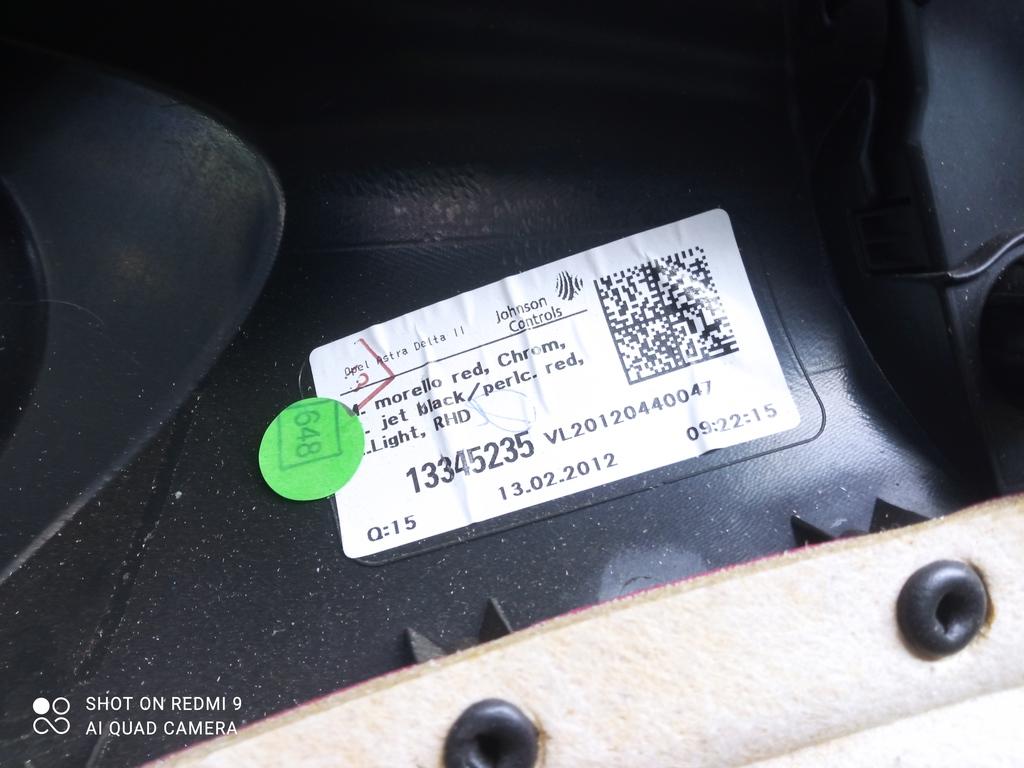 Opel Astra Delta II
Johnson
Controls
morello red, Chrom,
jet black/perlc. red,
.Light, RHD
13345235 VL20120440047
13.02.2012 09:22:15
Q:15
648
SHOT ON REDMI 9
AI QUAD CAMERA